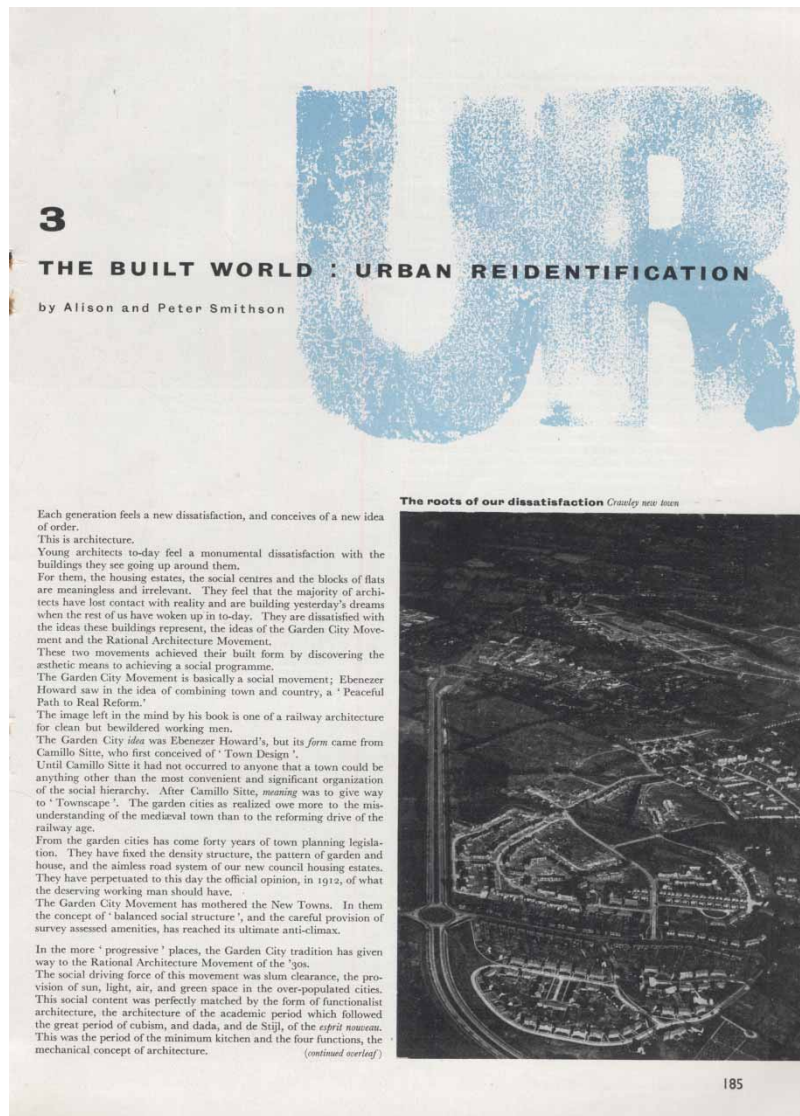 UR
3
THE BUILT WORLD : URBAN REIDENTIFICATION
by Alison and Peter Smithson
Each generation feels a new dissatisfaction, and conceives of a new idea
of order.
This is architecture.
Young architects to-day feel a monumental dissatisfaction with the
buildings they see going up around them.
For them, the housing estates, the social centres and the blocks of flats
are meaningless and irrelevant. They feel that the majority of archi-
tects have lost contact with reality and are building yesterday's dreams
when the rest of us have woken up in to-day. They are dissatisfied with
the ideas these buildings represent, the ideas of the Garden City Move-
ment and the Rational Architecture Movement.
These two movements achieved their built form by discovering the
æsthetic means to achieving a social programme.
The Garden City Movement is basically a social movement; Ebenezer
Howard saw in the idea of combining town and country, a ' Peaceful
Path to Real Reform.'
The image left in the mind by his book is one of a railway architecture
for clean but bewildered working men.
The Garden City idea was Ebenezer Howard's, but its form came from
Camillo Sitte, who first conceived of ' Town Design '.
Until Camillo Sitte it had not occurred to anyone that a town could be
anything other than the most convenient and significant organization
of the social hierarchy. After Camillo Sitte, meaning was to give way
to ' Townscape '. The garden cities as realized owe more to the mis-
understanding of the mediæval town than to the reforming drive of the
railway age.
From the garden cities has come forty years of town planning legisla-
tion. They have fixed the density structure, the pattern of garden and
house, and the aimless road system of our new council housing estates.
They have perpetuated to this day the official opinion, in 1912, of what
the deserving working man should have.
The Garden City Movement has mothered the New Towns. In them
the concept of ' balanced social structure ', and the careful provision of
survey assessed amenities, has reached its ultimate anti-climax.
In the more ' progressive ' places, the Garden City tradition has given
way to the Rational Architecture Movement of the '30s.
The social driving force of this movement was slum clearance, the pro-
vision of sun, light, air, and green space in the over-populated cities.
This social content was perfectly matched by the form of functionalist
architecture, the architecture of the academic period which followed
the great period of cubism, and dada, and de Stijl, of the esprit nouveau.
This was the period of the minimum kitchen and the four functions, the
mechanical concept of architecture.
(continued overleaf)
The roots of our dissatisfaction Crawley new town
185